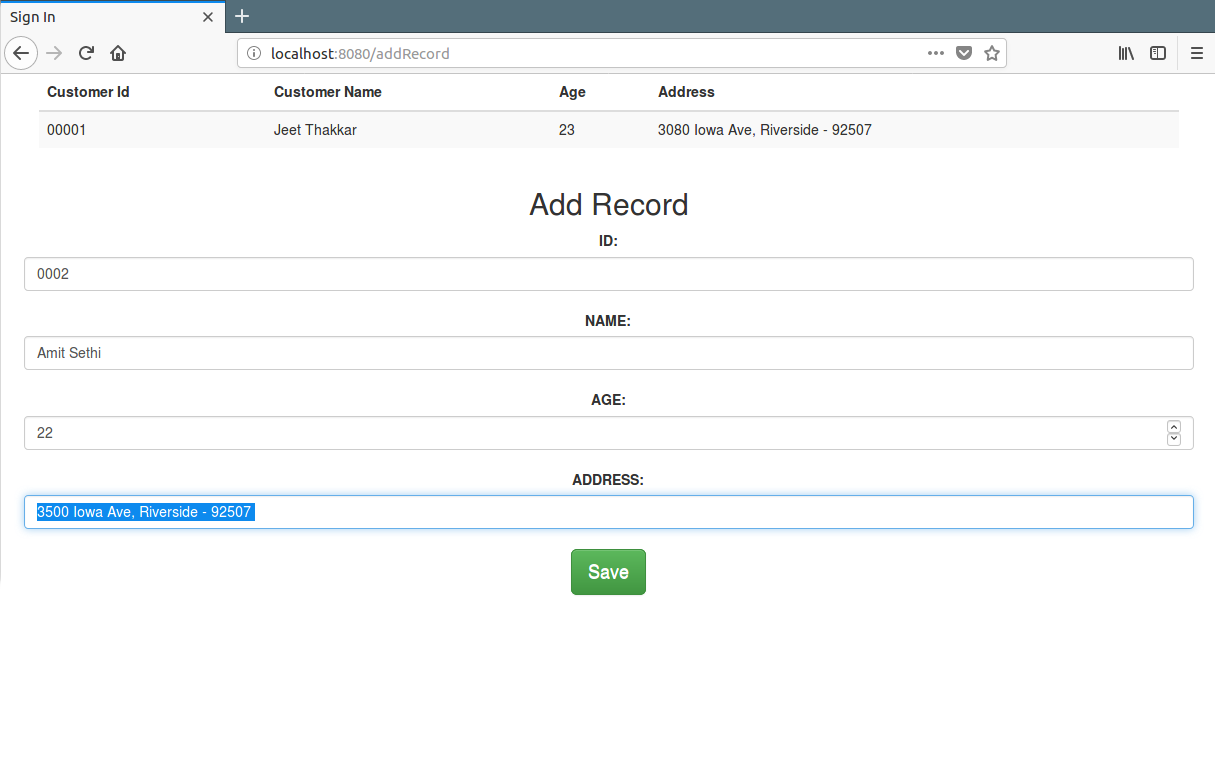 Sign In
localhost:8080/addRecord
Customer Id Customer Name Age Address
00001 Jeet Thakkar 23 3080 Iowa Ave, Riverside - 92507
Add Record
ID:
0002
NAME:
Amit Sethi
AGE:
22
ADDRESS:
3500 Iowa Ave, Riverside - 92507
Save